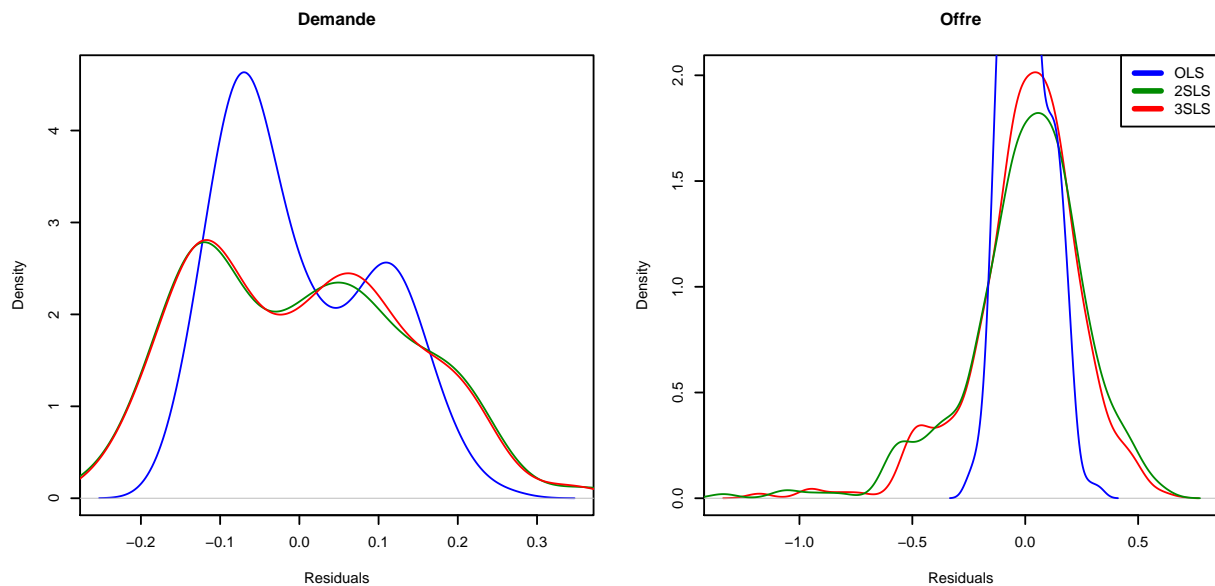 Demande
Density
0 1 2 3 4
−0.2 −0.1 0.0 0.1 0.2 0.3
Residuals
Offre
Density
0.0 0.5 1.0 1.5 2.0
−1.0 −0.5 0.0 0.5
Residuals
OLS
2SLS
3SLS